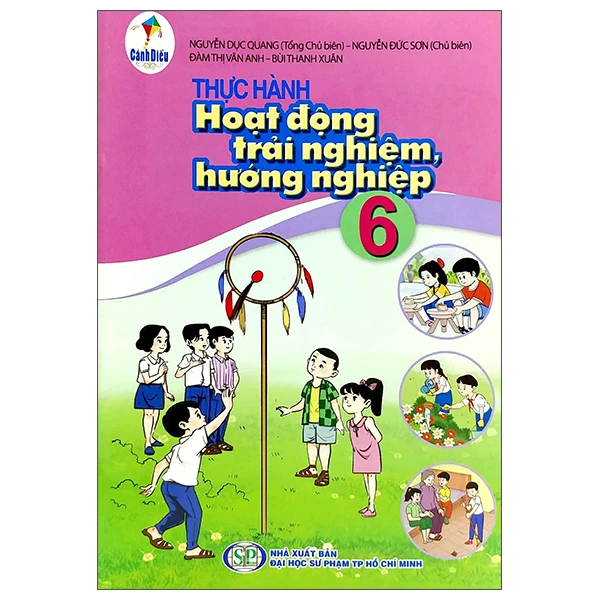 Cánh Diều
NGUYỄN DỤC QUANG (Tổng Chủ biên) - NGUYỄN ĐỨC SƠN (Chủ biên)
ĐÀM THỊ VÂN ANH - BÙI THANH XUÂN
THỰC HÀNH
Hoạt động
trải nghiệm,
hướng nghiệp
6
SP
NHÀ XUẤT BẢN
ĐẠI HỌC SƯ PHẠM TP HỒ CHÍ MINH